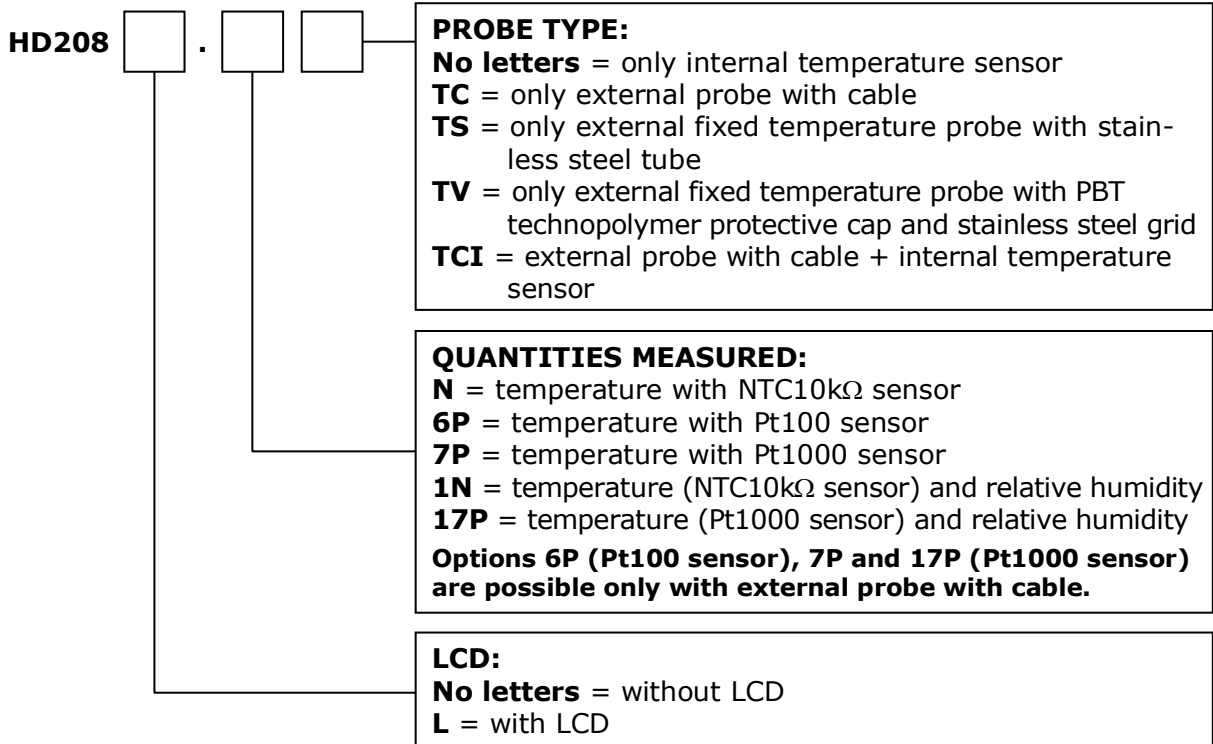 HD208 .
PROBE TYPE:
No letters = only internal temperature sensor
TC = only external probe with cable
TS = only external fixed temperature probe with stain-
less steel tube
TV = only external fixed temperature probe with PBT
technopolymer protective cap and stainless steel grid
TCI = external probe with cable + internal temperature
sensor
QUANTITIES MEASURED:
N = temperature with NTC10kΩ sensor
6P = temperature with Pt100 sensor
7P = temperature with Pt1000 sensor
1N = temperature (NTC10kΩ sensor) and relative humidity
17P = temperature (Pt1000 sensor) and relative humidity
Options 6P (Pt100 sensor), 7P and 17P (Pt1000 sensor)
are possible only with external probe with cable.
LCD:
No letters = without LCD
L = with LCD